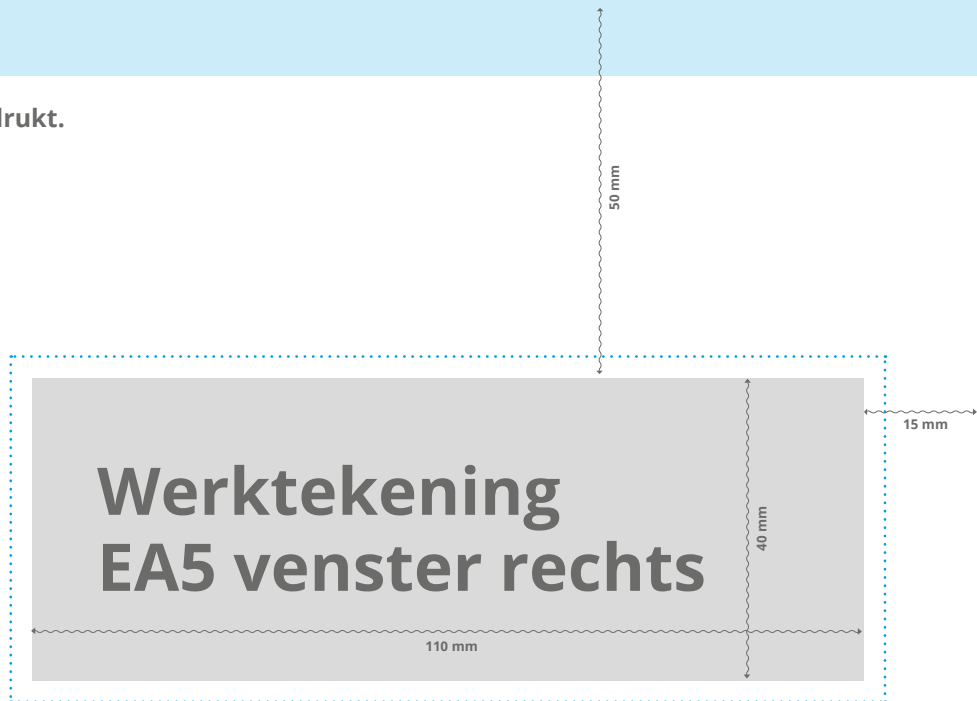 drukt.
50 mm
15 mm
Werktekening
40 mm
EA5 venster rechts
110 mm